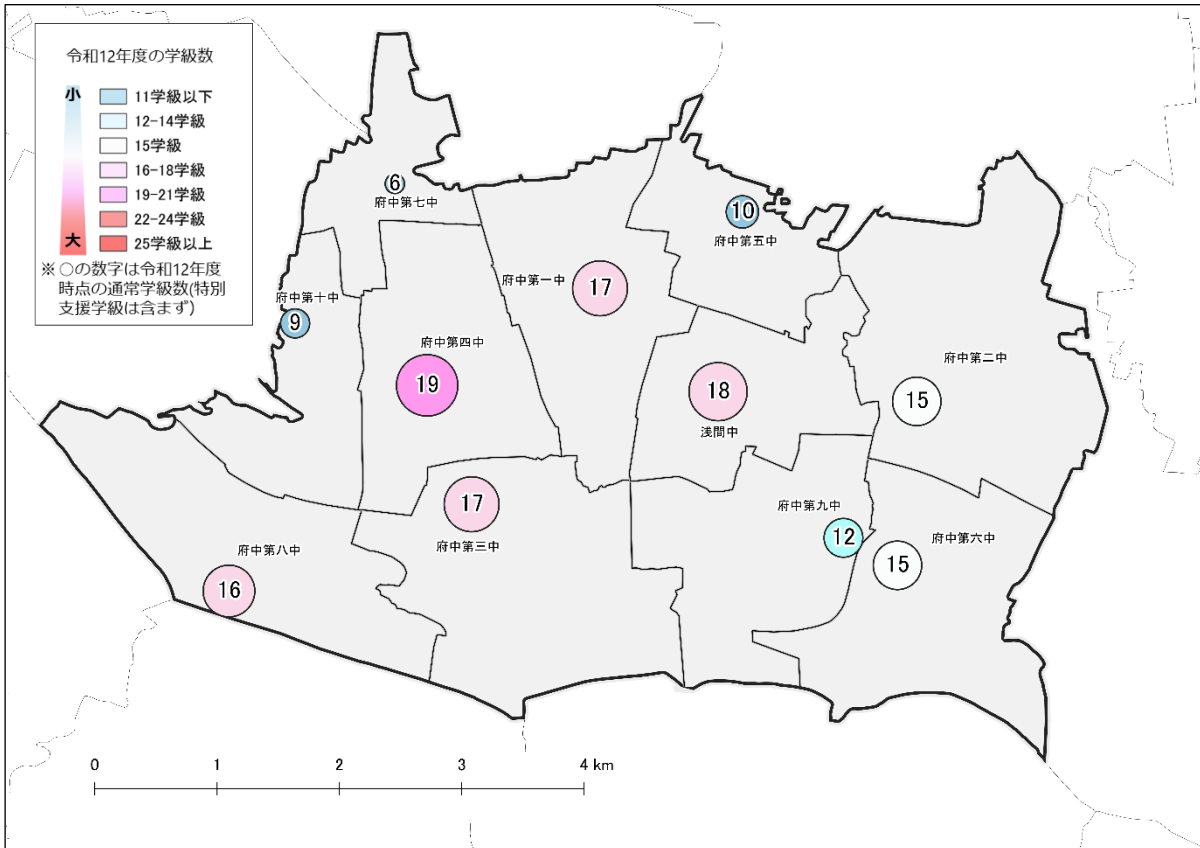 令和12年度の学級数
小
11学級以下
12-14学級
15学級
16-18学級
19-21学級
22-24学級
大
25学級以上
※○の数字は令和12年度
時点の通常学級数(特別
支援学級は含まず)
6
府中第七中
10
府中第五中
府中第一中
17
府中第十中
9
府中第四中
19
18
浅間中
府中第二中
15
17
府中第三中
府中第九中
12
府中第六中
15
府中第八中
16
0 1 2 3 4 km